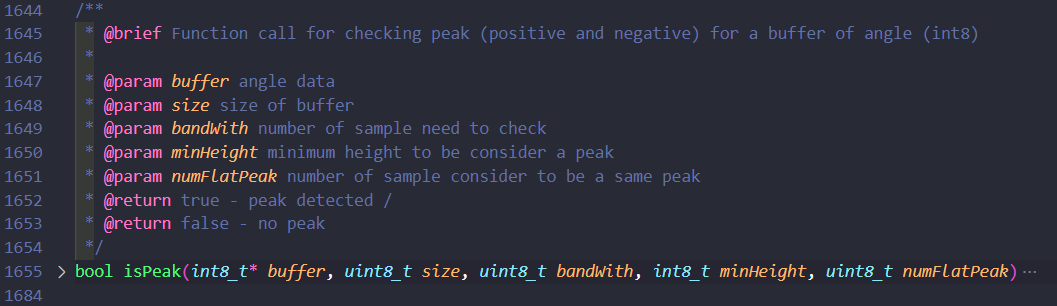 1644 /**
1645 * @brief Function call for checking peak (positive and negative) for a buffer of angle (int8)
1646 *
1647 * @param buffer angle data
1648 * @param size size of buffer
1649 * @param bandWith number of sample need to check
1650 * @param minHeight minimum height to be consider a peak
1651 * @param numFlatPeak number of sample consider to be a same peak
1652 * @return true - peak detected /
1653 * @return false - no peak
1654 */
1655 > bool isPeak(int8_t* buffer, uint8_t size, uint8_t bandWith, int8_t minHeight, uint8_t numFlatPeak) ···
1684